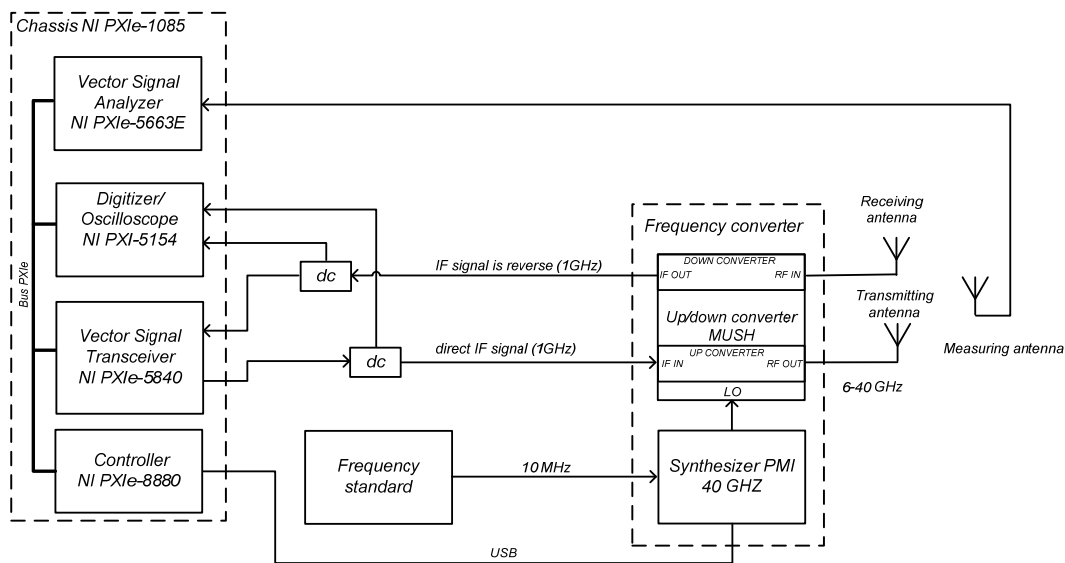 Chassis NI PXIe-1085
Vector Signal
Analyzer
NI PXIe-5663E
Digitizer/
Oscilloscope
NI PXI-5154
Bus PXIe
Vector Signal
Transceiver
NI PXIe-5840
Controller
NI PXIe-8880
dc
IF signal is reverse (1GHz)
dc
direct IF signal (1GHz)
Frequency
standard
10 MHz
USB
Frequency converter
DOWN CONVERTER
IF OUT
RF IN
Up/down converter
MUSH
UP CONVERTER
IF IN
RF OUT
LO
Synthesizer PMI
40 GHZ
Receiving
antenna
Transmitting
antenna
6-40 GHz
Measuring antenna